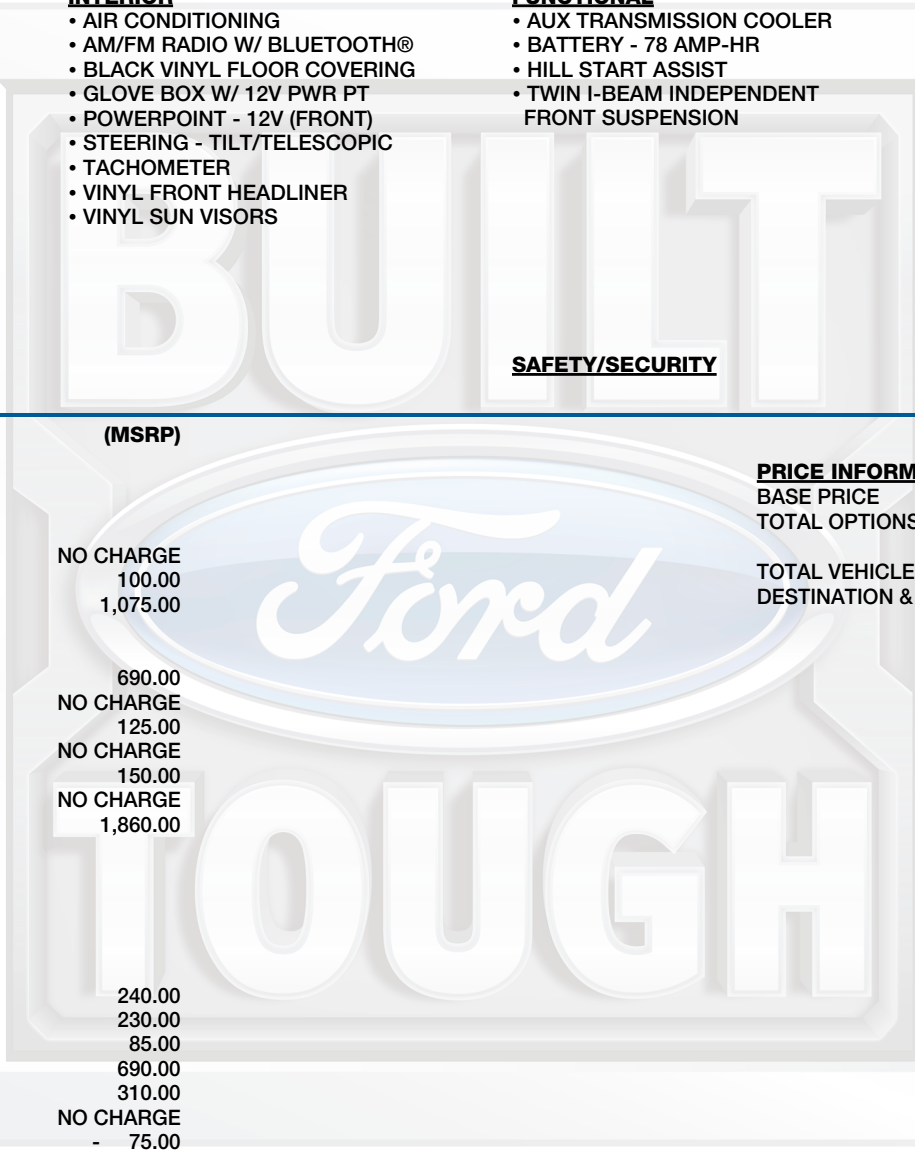 INTERIOR
• AIR CONDITIONING
• AM/FM RADIO W/ BLUETOOTH®
• BLACK VINYL FLOOR COVERING
• GLOVE BOX W/ 12V PWR PT
• POWERPOINT - 12V (FRONT)
• STEERING - TILT/TELESCOPIC
• TACHOMETER
• VINYL FRONT HEADLINER
• VINYL SUN VISORS
FUNCTIONAL
• AUX TRANSMISSION COOLER
• BATTERY - 78 AMP-HR
• HILL START ASSIST
• TWIN I-BEAM INDEPENDENT
FRONT SUSPENSION
SAFETY/SECURITY
BUILT
Ford
TOUGH
(MSRP)
NO CHARGE
100.00
1,075.00
690.00
NO CHARGE
125.00
NO CHARGE
150.00
NO CHARGE
1,860.00
240.00
230.00
85.00
690.00
310.00
NO CHARGE
- 75.00
PRICE INFORM
BASE PRICE
TOTAL OPTIONS
TOTAL VEHICLE
DESTINATION &